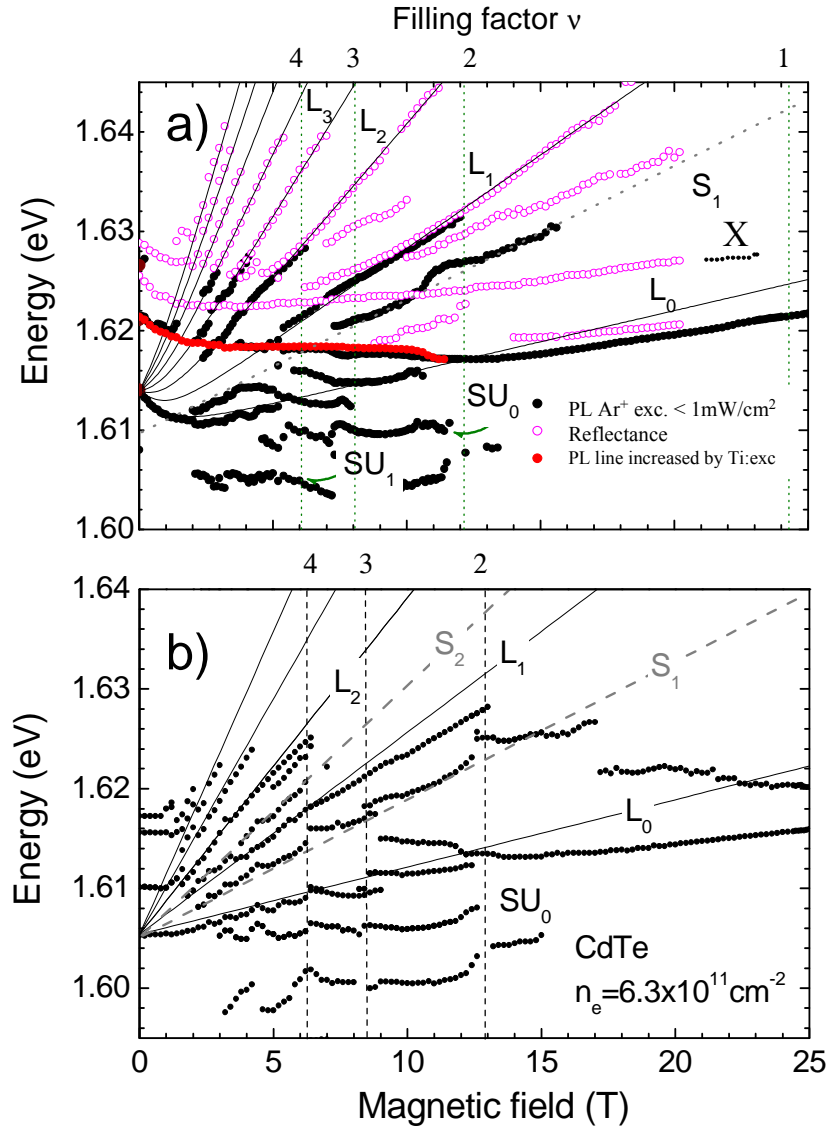 Filling factor ν
4 3 2 1
a)
L₃
L₂
L₁
S₁
X
L₀
SU₀
SU₁
PL Ar⁺ exc. < 1mW/cm²
Reflectance
PL line increased by Ti:exc
1.64
1.63
1.62
1.61
1.60
Energy (eV)
4 3 2
b)
S₂
L₁
S₁
L₂
L₀
SU₀
CdTe
nₑ=6.3x10¹¹cm⁻²
1.64
1.63
1.62
1.61
1.60
Energy (eV)
0 5 10 15 20 25
Magnetic field (T)